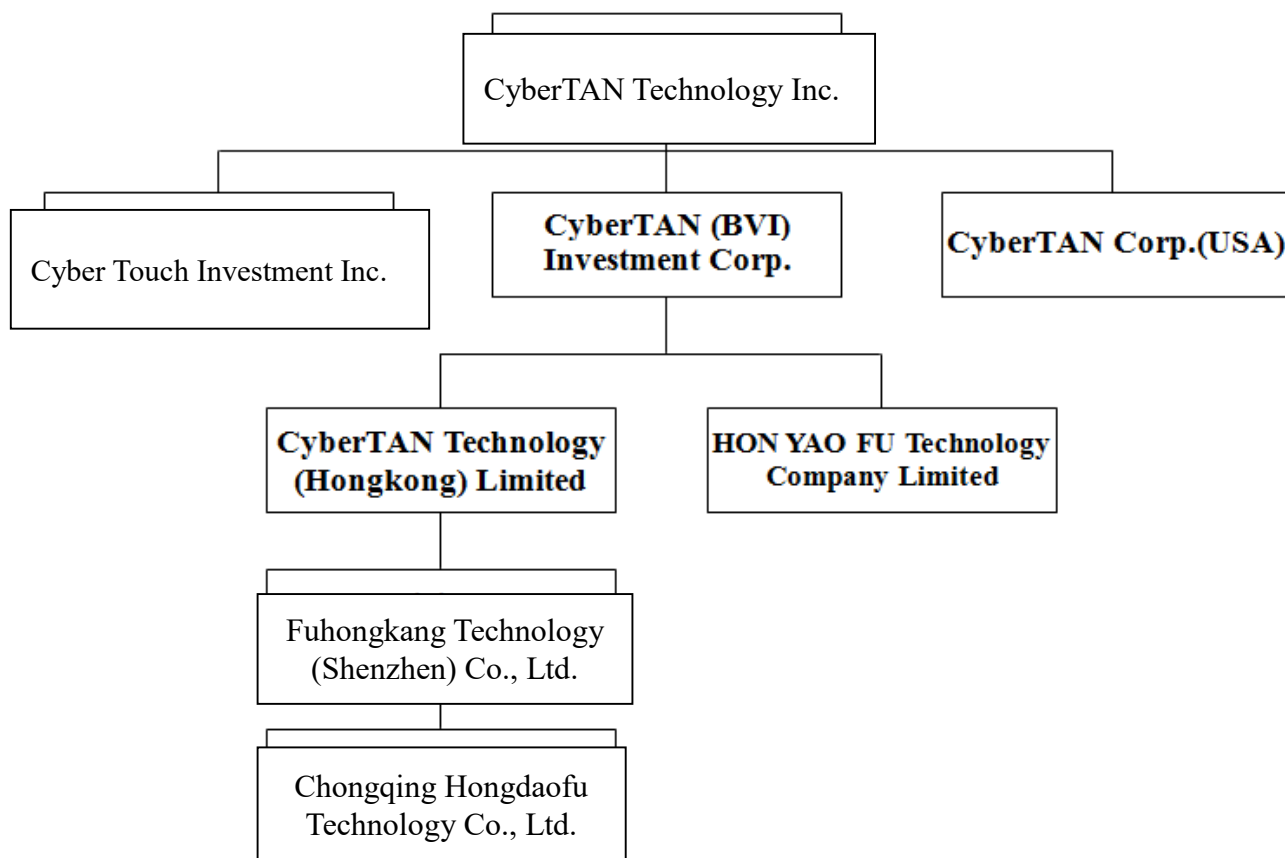 CyberTAN Technology Inc.
Cyber Touch Investment Inc.
CyberTAN (BVI)
Investment Corp.
CyberTAN Corp.(USA)
CyberTAN Technology
(Hongkong) Limited
HON YAO FU Technology
Company Limited
Fuhongkang Technology
(Shenzhen) Co., Ltd.
Chongqing Hongdaofu
Technology Co., Ltd.